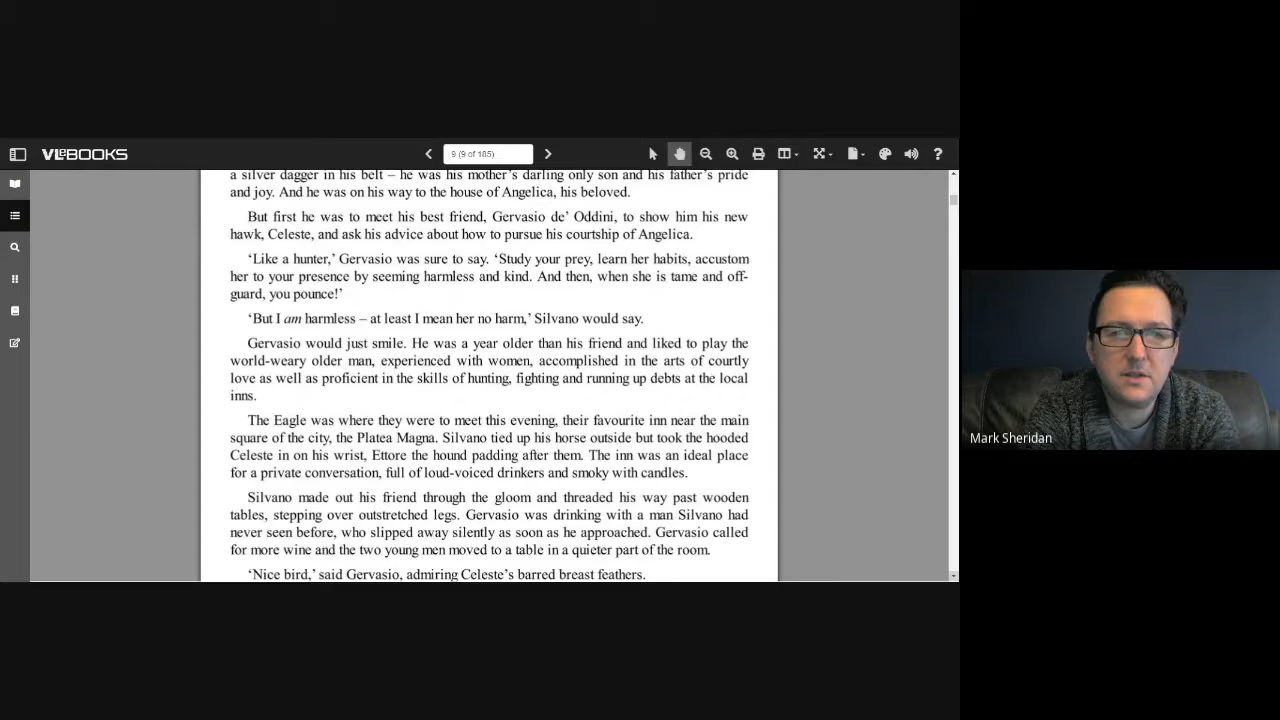 VLeBOOKS
9 (9 of 185)
a silver dagger in his belt – he was his mother's darling only son and his father's pride
and joy. And he was on his way to the house of Angelica, his beloved.
But first he was to meet his best friend, Gervasio de' Oddini, to show him his new
hawk, Celeste, and ask his advice about how to pursue his courtship of Angelica.
‘Like a hunter,’ Gervasio was sure to say. ‘Study your prey, learn her habits, accustom
her to your presence by seeming harmless and kind. And then, when she is tame and off-
guard, you pounce!’
‘But I am harmless – at least I mean her no harm,’ Silvano would say.
Gervasio would just smile. He was a year older than his friend and liked to play the
world-weary older man, experienced with women, accomplished in the arts of courtly
love as well as proficient in the skills of hunting, fighting and running up debts at the local
inns.
The Eagle was where they were to meet this evening, their favourite inn near the main
square of the city, the Platea Magna. Silvano tied up his horse outside but took the hooded
Celeste in on his wrist, Ettore the hound padding after them. The inn was an ideal place
for a private conversation, full of loud-voiced drinkers and smoky with candles.
Silvano made out his friend through the gloom and threaded his way past wooden
tables, stepping over outstretched legs. Gervasio was drinking with a man Silvano had
never seen before, who slipped away silently as soon as he approached. Gervasio called
for more wine and the two young men moved to a table in a quieter part of the room.
‘Nice bird,’ said Gervasio, admiring Celeste’s barred breast feathers.
Mark Sheridan